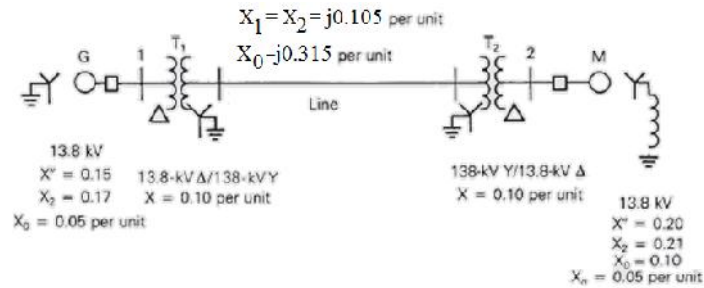 X₁ = X₂ = j0.105 per unit
X₀-j0.315 per unit
G
1
T₁
T₂
2
M
Line
13.8 kV
X" = 0.15
X₂ = 0.17
X₀ = 0.05 per unit
13.8-kV Δ/138-kV Y
X = 0.10 per unit
138-kV Y/13.8-kV Δ
X = 0.10 per unit
13.8 kV
X" = 0.20
X₂ = 0.21
X₀ = 0.10
Xₙ = 0.05 per unit